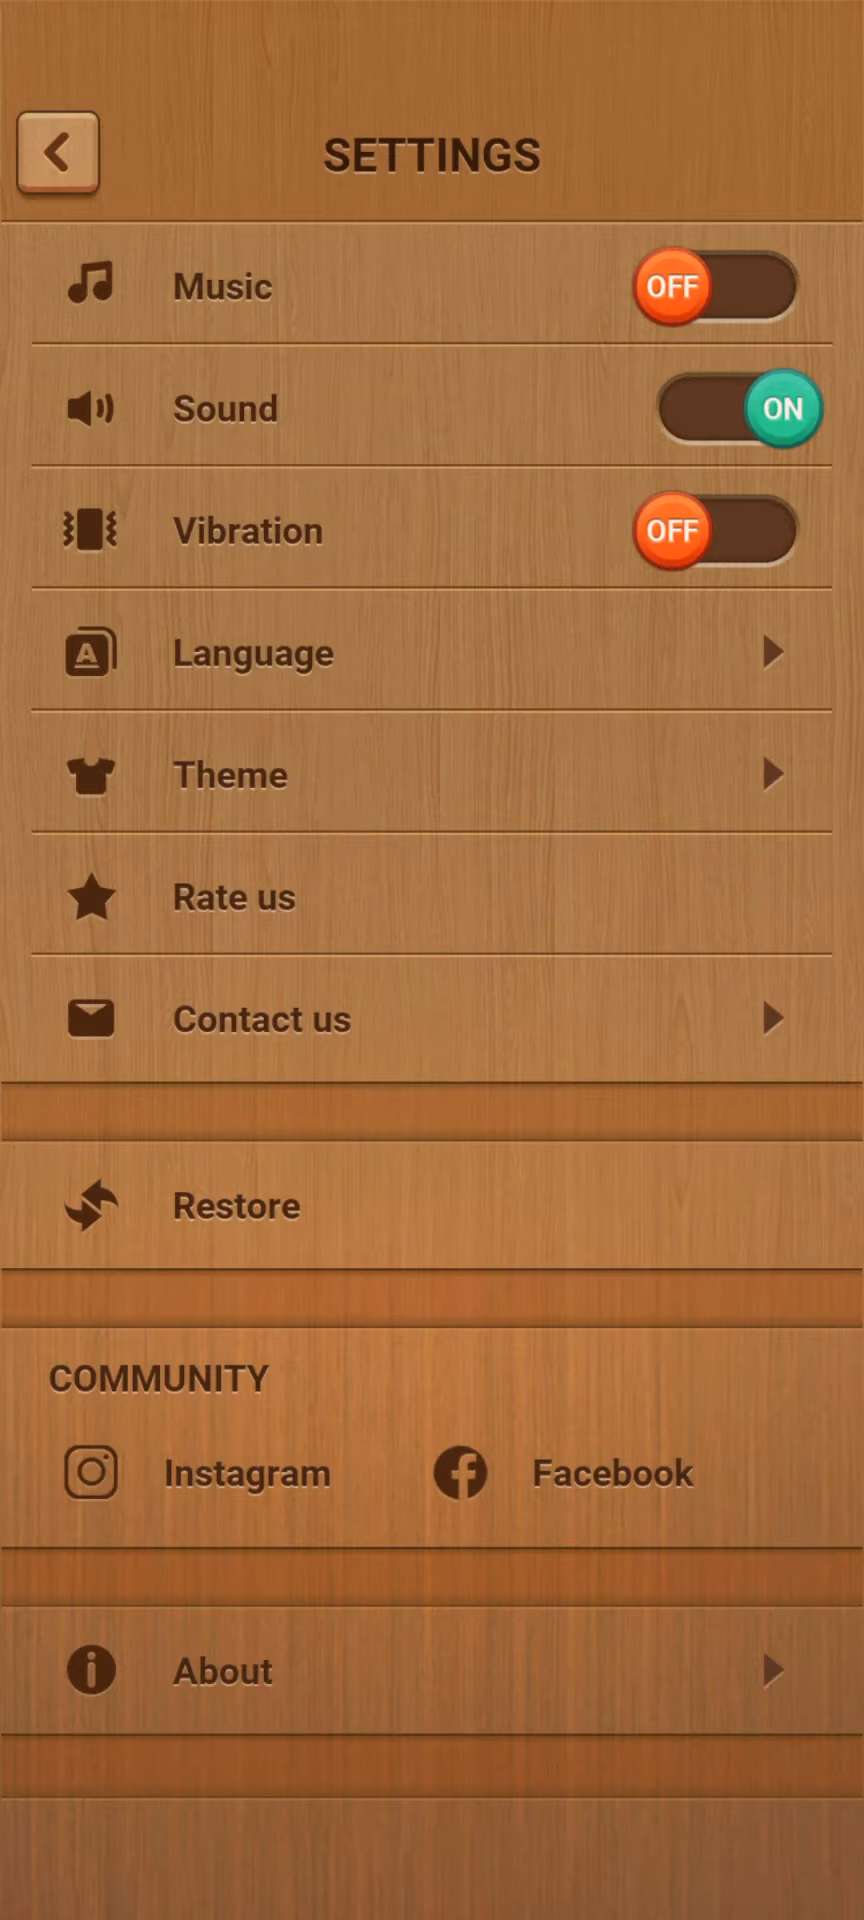 SETTINGS
Music OFF
Sound ON
Vibration OFF
A Language
Theme
Rate us
Contact us
Restore
COMMUNITY
Instagram Facebook
About